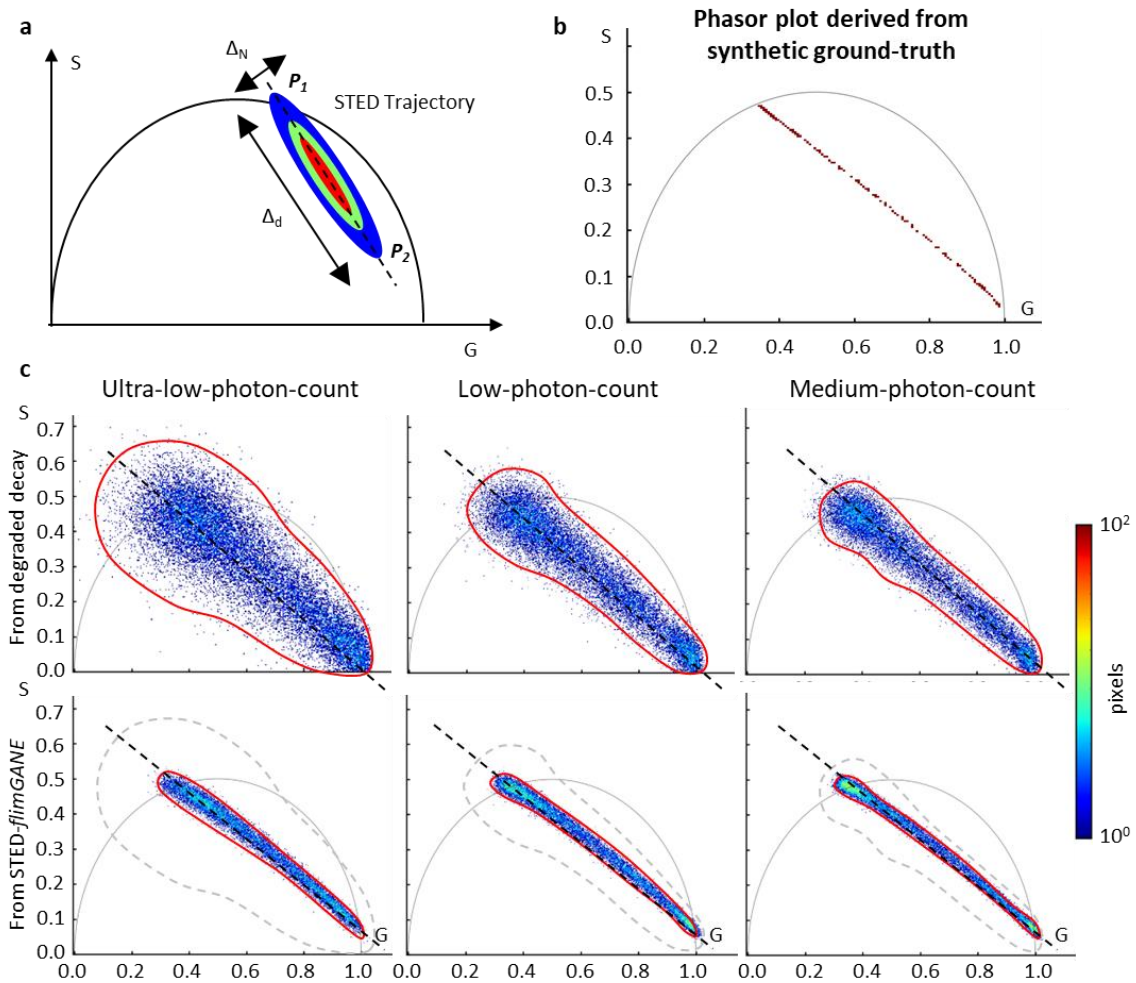 a
S
Δ_N
P_1
STED Trajectory
Δ_d
P_2
G
b
Phasor plot derived from
synthetic ground-truth
S
0.5
0.4
0.3
0.2
0.1
0.0
G
0.0 0.2 0.4 0.6 0.8 1.0
c
Ultra-low-photon-count Low-photon-count Medium-photon-count
S
From degraded decay
0.7
0.6
0.5
0.4
0.3
0.2
0.1
0.0
S
From STED-flimGANE
0.7
0.6
0.5
0.4
0.3
0.2
0.1
0.0
G G G
0.0 0.2 0.4 0.6 0.8 1.0 0.0 0.2 0.4 0.6 0.8 1.0 0.0 0.2 0.4 0.6 0.8 1.0
10^2
pixels
10^0